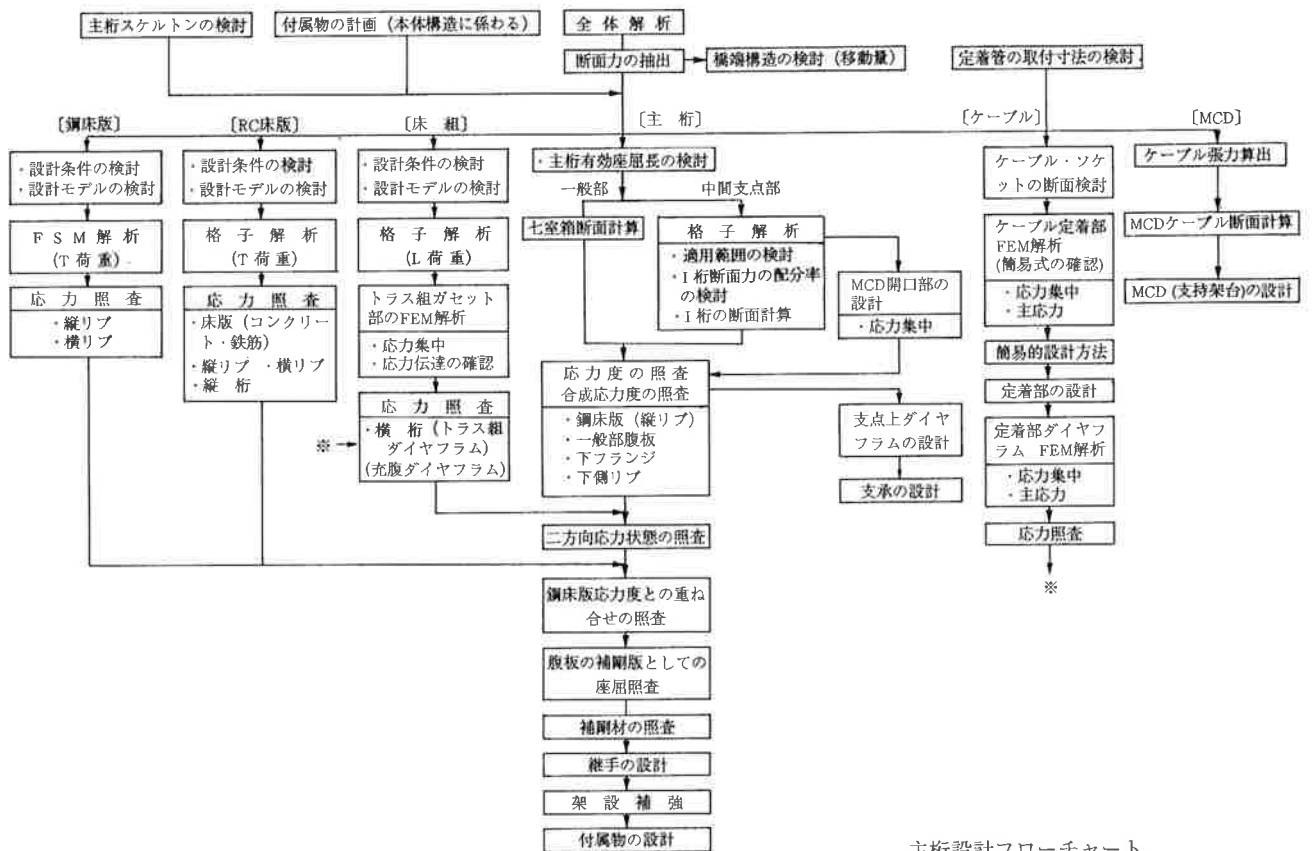 主桁スケルトンの検討
付属物の計画(本体構造に係わる)
全体解析
断面力の抽出
橋端構造の検討(移動量)
定着管の取付寸法の検討
〔鋼床版〕
・設計条件の検討
・設計モデルの検討
FSM解析
(T荷重)
応力照査
・縦リブ
・横リブ
〔RC床版〕
・設計条件の検討
・設計モデルの検討
格子解析
(T荷重)
応力照査
・床版(コンクリー
ト・鉄筋)
・縦リブ ・横リブ
・縦桁
〔床組〕
・設計条件の検討
・設計モデルの検討
格子解析
(L荷重)
トラス組ガセット
部のFEM解析
・応力集中
・応力伝達の確認
応力照査
・横桁(トラス組
ダイヤフラム)
(充腹ダイヤフラム)
※
〔主桁〕
・主桁有効座屈長の検討
一般部
中間支点部
七室箱断面計算
格子解析
・適用範囲の検討
・I桁断面力の配分率
の検討
・I桁の断面計算
MCD開口部の
設計
・応力集中
応力度の照査
合成応力度の照査
・鋼床版(縦リブ)
・一般部腹板
・下フランジ
・下側リブ
支点上ダイヤ
フラムの設計
支承の設計
二方向応力状態の照査
鋼床版応力度との重ね
合せの照査
腹板の補剛版としての
座屈照査
補剛材の照査
継手の設計
架設補強
付属物の設計
〔ケーブル〕
ケーブル・ソケ
ットの断面検討
ケーブル定着部
FEM解析
(簡易式の確認)
・応力集中
・主応力
簡易的設計方法
定着部の設計
定着部ダイヤフ
ラム FEM解析
・応力集中
・主応力
応力照査
※
〔MCD〕
ケーブル張力算出
MCDケーブル断面計算
MCD(支持架台)の設計
主桁設計フローチャート